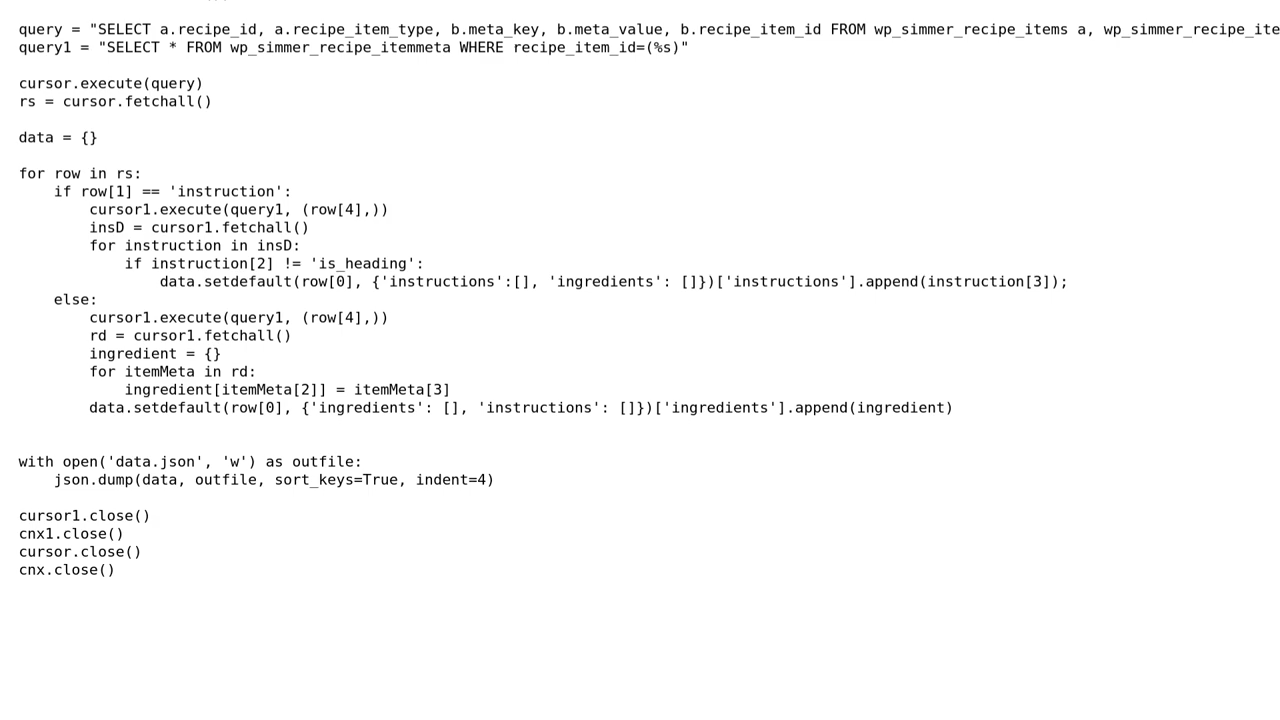 query = "SELECT a.recipe_id, a.recipe_item_type, b.meta_key, b.meta_value, b.recipe_item_id FROM wp_simmer_recipe_items a, wp_simmer_recipe_ite
query1 = "SELECT * FROM wp_simmer_recipe_itemmeta WHERE recipe_item_id=(%s)"
cursor.execute(query)
rs = cursor.fetchall()
data = {}
for row in rs:
    if row[1] == 'instruction':
        cursor1.execute(query1, (row[4],))
        insD = cursor1.fetchall()
        for instruction in insD:
            if instruction[2] != 'is_heading':
                data.setdefault(row[0], {'instructions':[], 'ingredients': []})['instructions'].append(instruction[3]);
    else:
        cursor1.execute(query1, (row[4],))
        rd = cursor1.fetchall()
        ingredient = {}
        for itemMeta in rd:
            ingredient[itemMeta[2]] = itemMeta[3]
        data.setdefault(row[0], {'ingredients': [], 'instructions': []})['ingredients'].append(ingredient)
with open('data.json', 'w') as outfile:
    json.dump(data, outfile, sort_keys=True, indent=4)
cursor1.close()
cnx1.close()
cursor.close()
cnx.close()